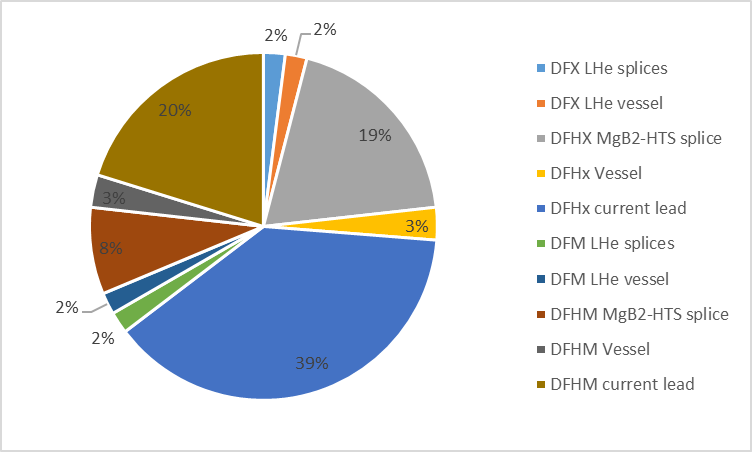 2%
2%
19%
3%
39%
2%
2%
8%
3%
20%
DFX LHe splices
DFX LHe vessel
DFHX MgB2-HTS splice
DFHx Vessel
DFHx current lead
DFM LHe splices
DFM LHe vessel
DFHM MgB2-HTS splice
DFHM Vessel
DFHM current lead